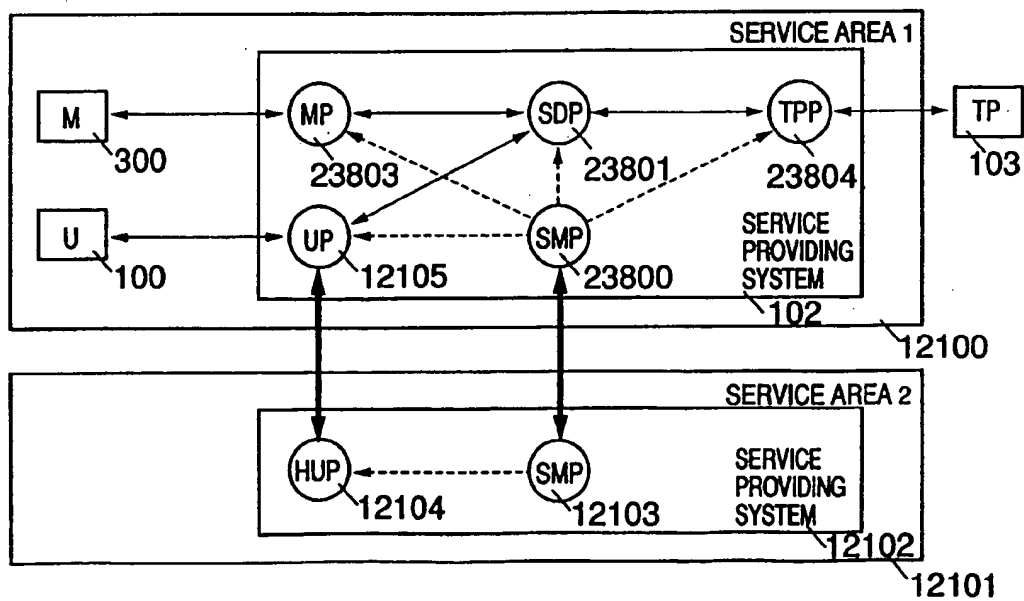 SERVICE AREA 1
M
MP
SDP
TPP
TP
300
23803
23801
23804
103
U
UP
SMP
SERVICE
PROVIDING
SYSTEM
100
12105
23800
102
12100
SERVICE AREA 2
HUP
SMP
SERVICE
PROVIDING
SYSTEM
12104
12103
12102
12101